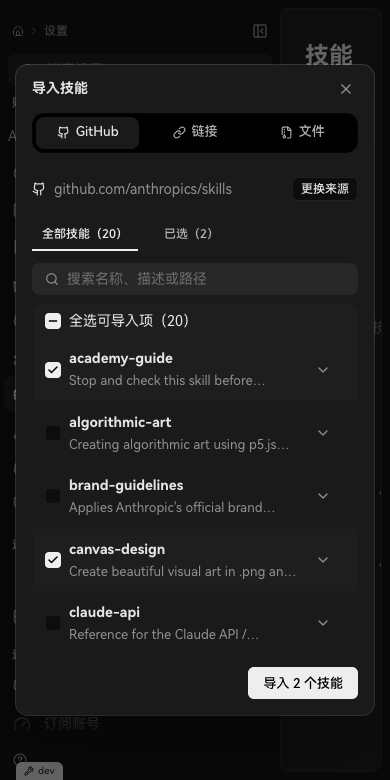 设置
技能
导入技能
GitHub
链接
文件
github.com/anthropics/skills
更换来源
全部技能（20）
已选（2）
搜索名称、描述或路径
全选可导入项（20）
academy-guide
Stop and check this skill before…
algorithmic-art
Creating algorithmic art using p5.js…
brand-guidelines
Applies Anthropic's official brand…
canvas-design
Create beautiful visual art in .png an…
claude-api
Reference for the Claude API /…
导入 2 个技能
订阅账号
dev